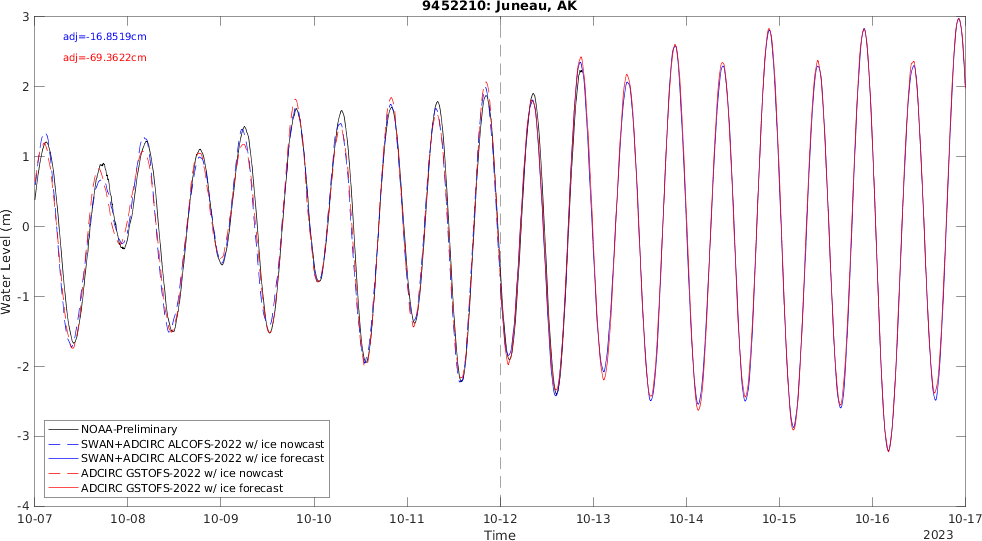 9452210: Juneau, AK
adj=-16.8519cm
adj=-69.3622cm
Water Level (m)
3
2
1
0
-1
-2
-3
-4
NOAA-Preliminary
SWAN+ADCIRC ALCOFS-2022 w/ ice nowcast
SWAN+ADCIRC ALCOFS-2022 w/ ice forecast
ADCIRC GSTOFS-2022 w/ ice nowcast
ADCIRC GSTOFS-2022 w/ ice forecast
10-07 10-08 10-09 10-10 10-11 10-12 10-13 10-14 10-15 10-16 10-17
Time
2023